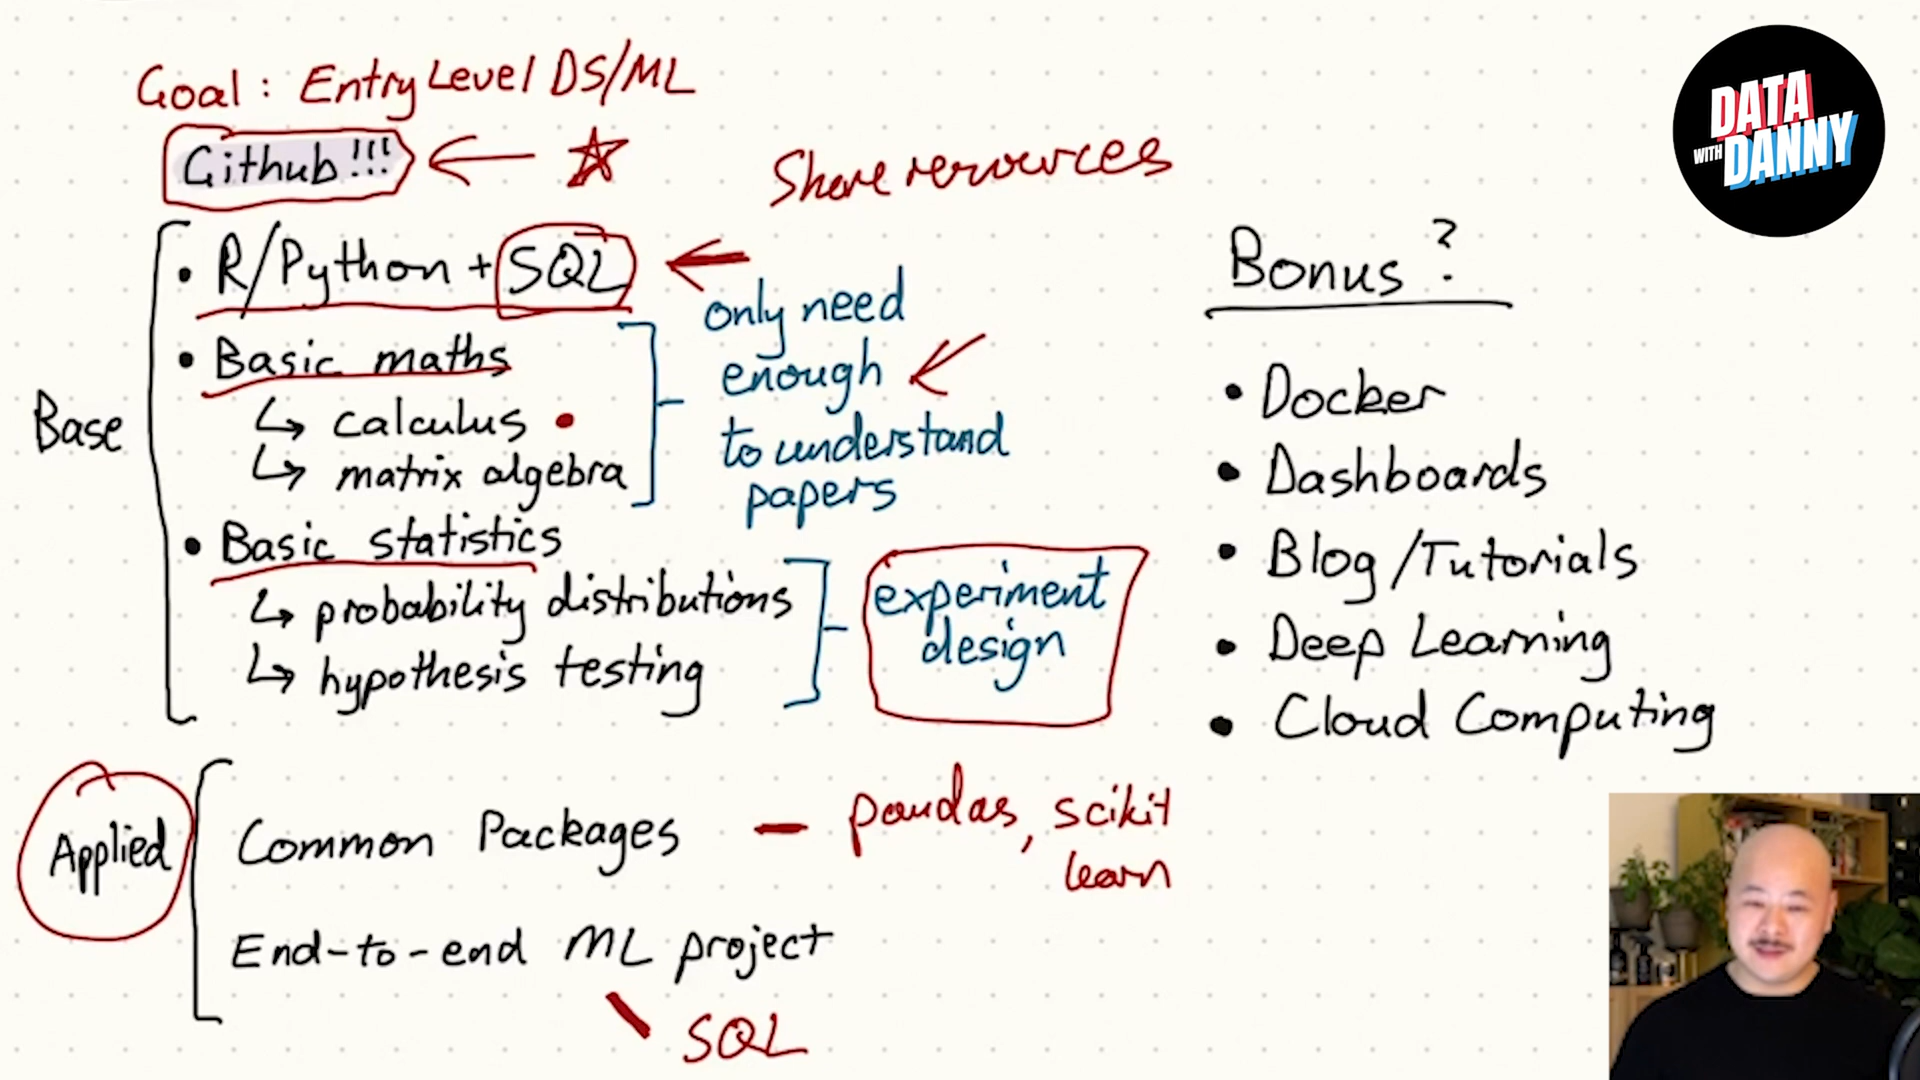 Goal: Entry Level DS/ML
Github!!!
Share resources
Base
• R/Python + SQL
• Basic maths
↳ calculus
↳ matrix algebra
only need
enough
to understand
papers
• Basic statistics
↳ probability distributions
↳ hypothesis testing
experiment
design
Applied
Common Packages - pandas, scikit
learn
End-to-end ML project
SQL
Bonus?
• Docker
• Dashboards
• Blog/Tutorials
• Deep Learning
• Cloud Computing
DATA
WITH DANNY